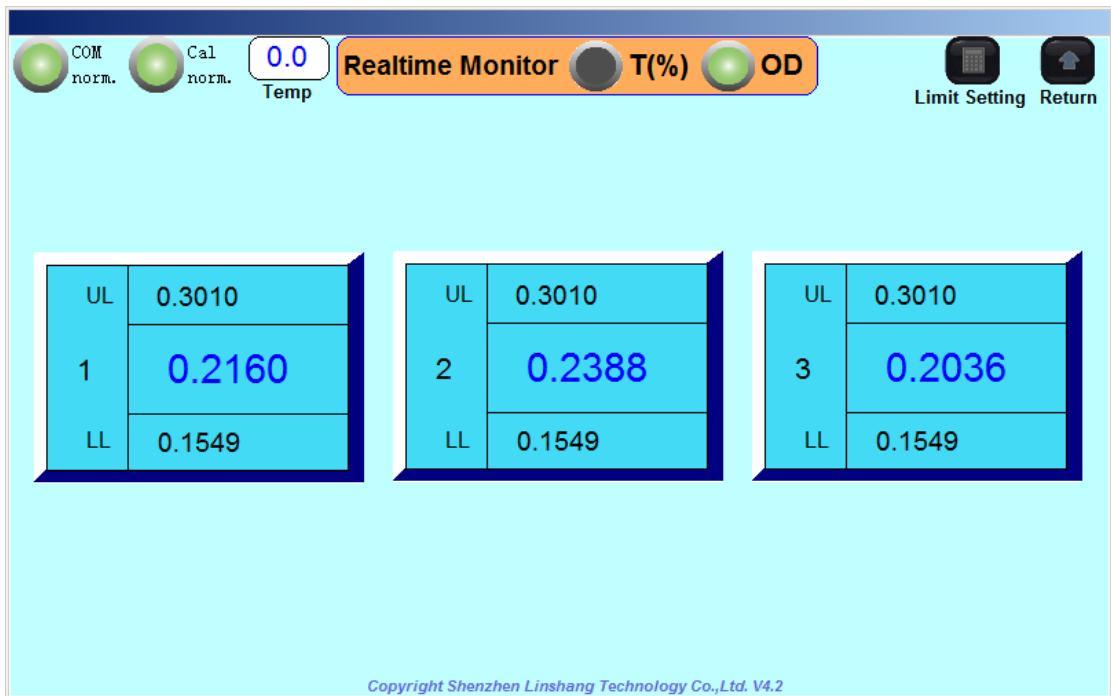 COM norm.
Cal norm.
0.0
Temp
Realtime Monitor T(%) OD
Limit Setting
Return
UL 0.3010
1 0.2160
LL 0.1549
UL 0.3010
2 0.2388
LL 0.1549
UL 0.3010
3 0.2036
LL 0.1549
Copyright Shenzhen Linshang Technology Co.,Ltd. V4.2